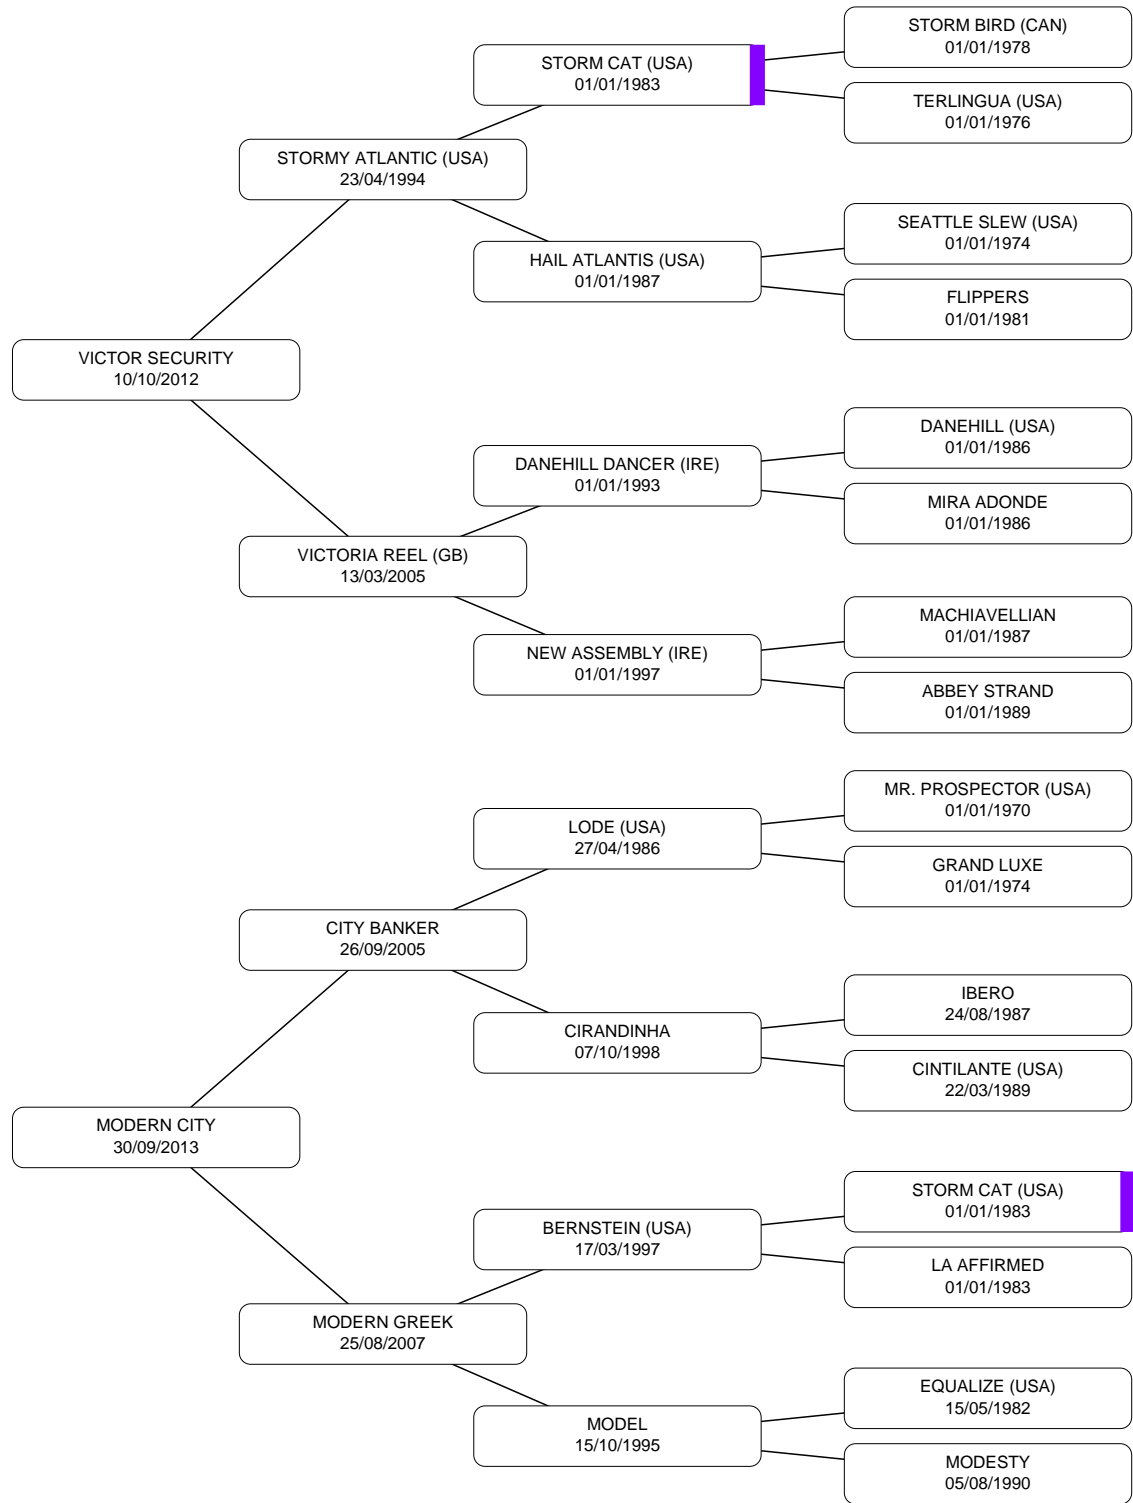 STORM BIRD (CAN)
01/01/1978
STORM CAT (USA)
01/01/1983
TERLINGUA (USA)
01/01/1976
STORMY ATLANTIC (USA)
23/04/1994
SEATTLE SLEW (USA)
01/01/1974
HAIL ATLANTIS (USA)
01/01/1987
FLIPPERS
01/01/1981
VICTOR SECURITY
10/10/2012
DANEHILL (USA)
01/01/1986
DANEHILL DANCER (IRE)
01/01/1993
MIRA ADONDE
01/01/1986
VICTORIA REEL (GB)
13/03/2005
MACHIAVELLIAN
01/01/1987
NEW ASSEMBLY (IRE)
01/01/1997
ABBEY STRAND
01/01/1989
MR. PROSPECTOR (USA)
01/01/1970
LODE (USA)
27/04/1986
GRAND LUXE
01/01/1974
CITY BANKER
26/09/2005
IBERO
24/08/1987
CIRANDINHA
07/10/1998
CINTILANTE (USA)
22/03/1989
MODERN CITY
30/09/2013
STORM CAT (USA)
01/01/1983
BERNSTEIN (USA)
17/03/1997
LA AFFIRMED
01/01/1983
MODERN GREEK
25/08/2007
EQUALIZE (USA)
15/05/1982
MODEL
15/10/1995
MODESTY
05/08/1990